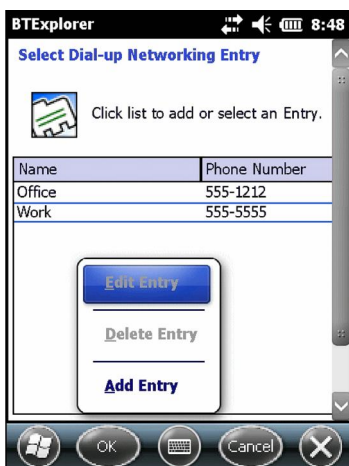 BTExplorer 8:48
Select Dial-up Networking Entry
Click list to add or select an Entry.
Name Phone Number
Office 555-1212
Work 555-5555
Edit Entry
Delete Entry
Add Entry
OK Cancel